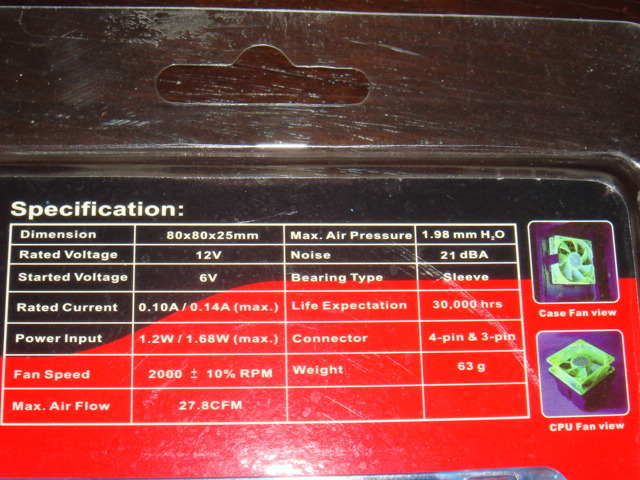 Specification:
Dimension 80x80x25mm Max. Air Pressure 1.98 mm H₂O
Rated Voltage 12V Noise 21 dBA
Started Voltage 6V Bearing Type Sleeve
Rated Current 0.10A / 0.14A (max.) Life Expectation 30,000 hrs
Power Input 1.2W / 1.68W (max.) Connector 4-pin & 3-pin
Fan Speed 2000 ± 10% RPM Weight 63 g
Max. Air Flow 27.8CFM
Case Fan view
CPU Fan view